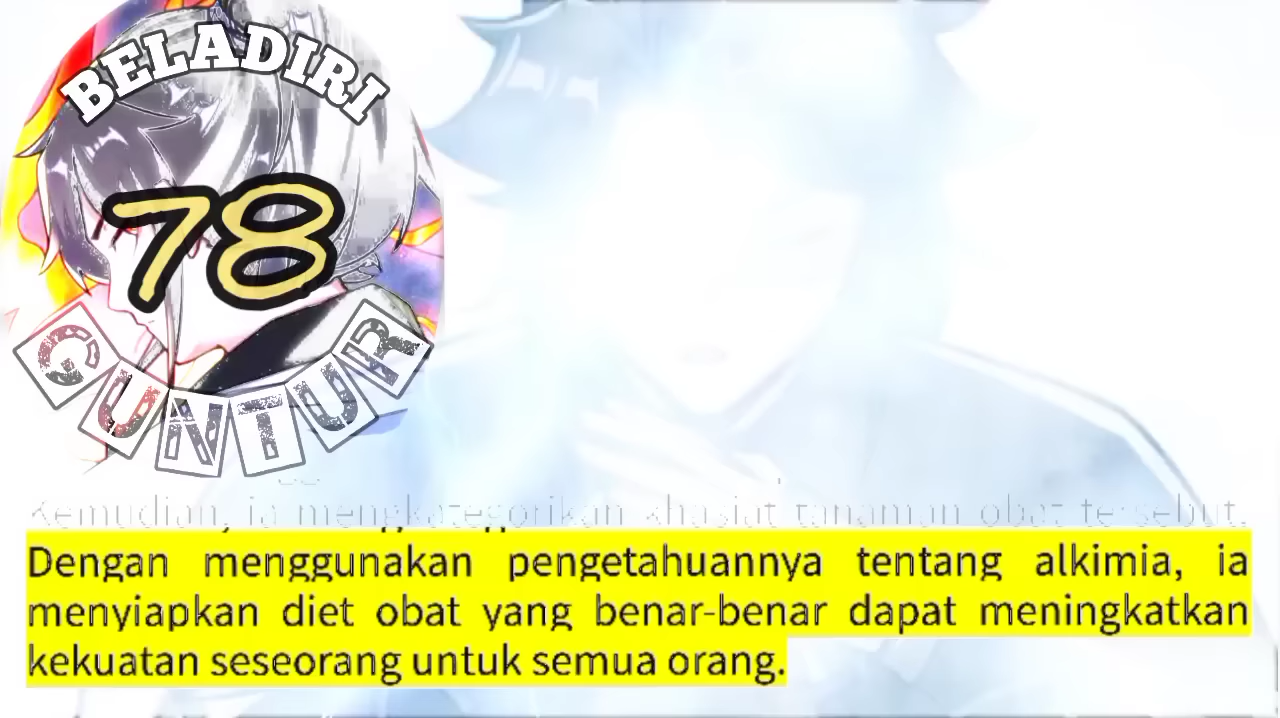 BELADIRI
78
GUNTUR
Kemudian, ia mengkategorikan khasiat tanaman obat tersebut.
Dengan menggunakan pengetahuannya tentang alkimia, ia
menyiapkan diet obat yang benar-benar dapat meningkatkan
kekuatan seseorang untuk semua orang.